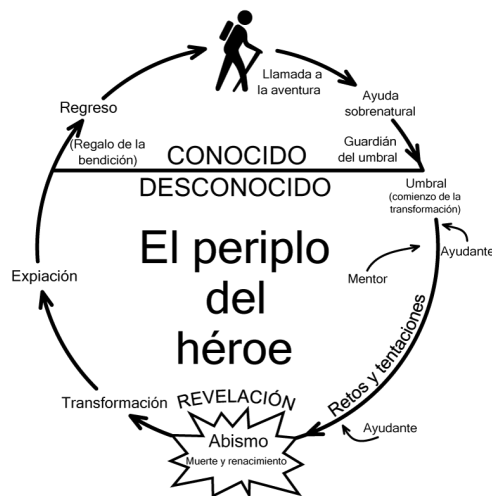 Llamada a
la aventura
Ayuda
sobrenatural
Guardián
del umbral
Regreso
(Regalo de la
bendición)
CONOCIDO
DESCONOCIDO
Umbral
(comienzo de la
transformación)
Ayudante
Mentor
El periplo
del
héroe
Retos y tentaciones
Ayudante
Expiación
Transformación
REVELACIÓN
Abismo
Muerte y renacimiento